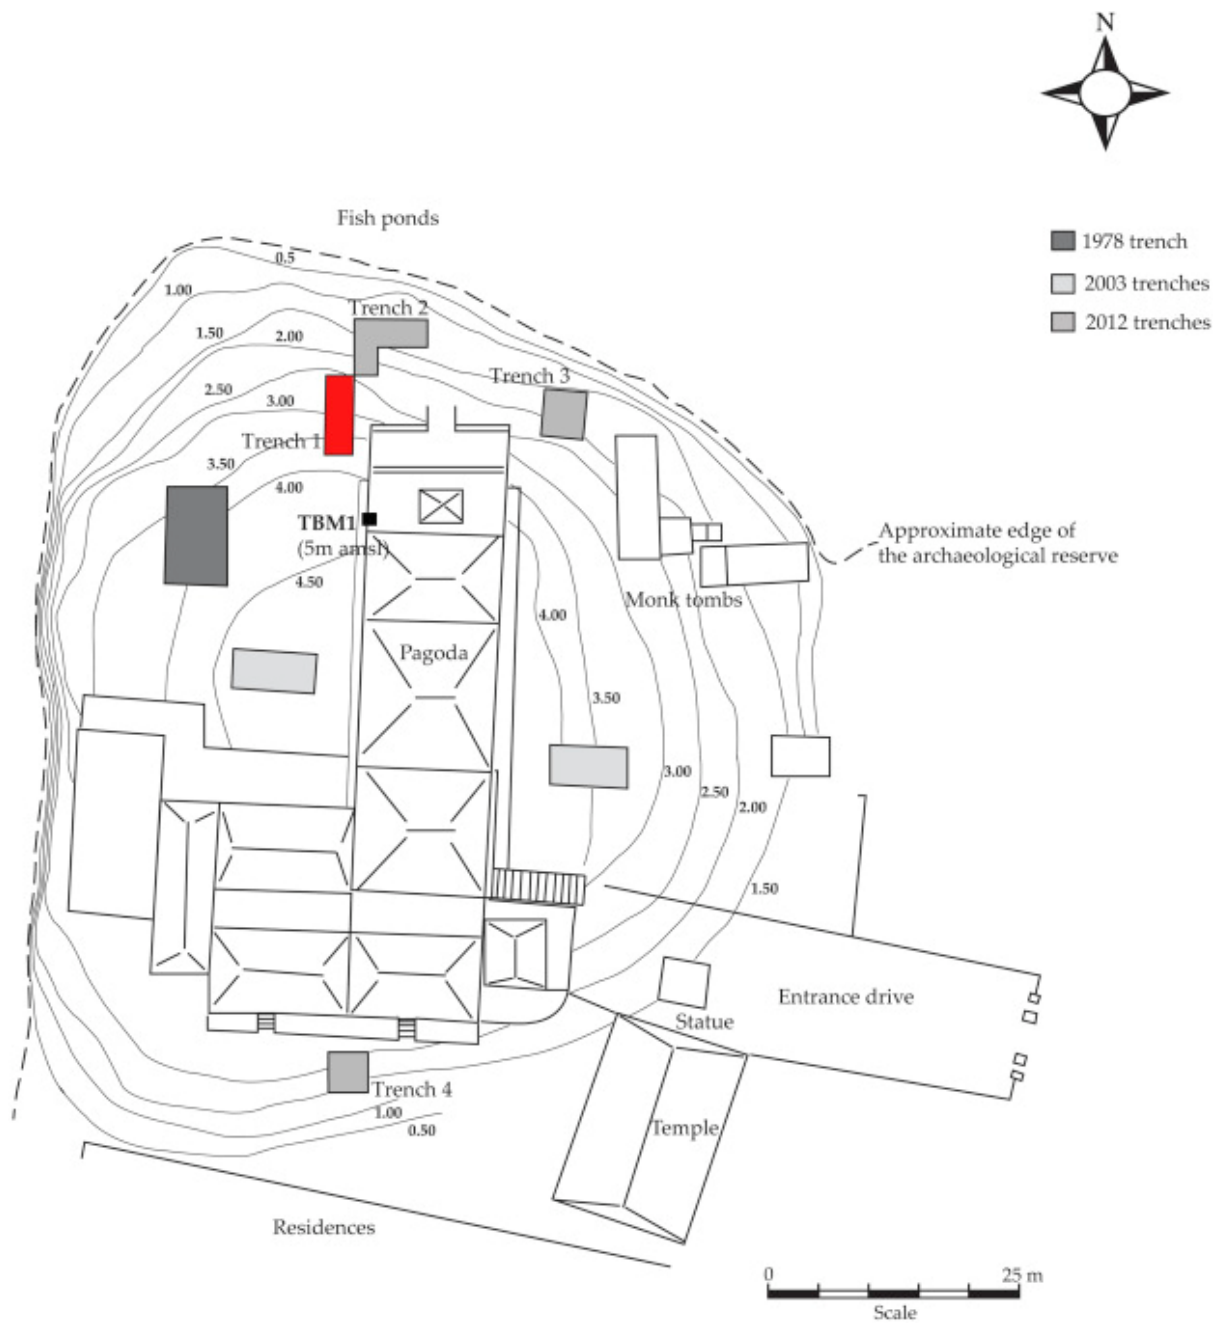 N
1978 trench
2003 trenches
2012 trenches
Fish ponds
0.5
1.00
Trench 2
1.50
2.00
Trench 3
2.50
3.00
Trench 1
3.50
4.00
TBM1
(5m amsl)
Approximate edge of
the archaeological reserve
4.50
Monk tombs
4.00
Pagoda
3.50
3.00
2.50
2.00
1.50
Entrance drive
Statue
Trench 4
1.00
0.50
Temple
Residences
0 25 m
Scale